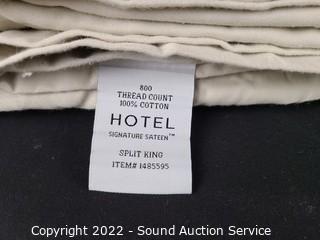 800
THREAD COUNT
100% COTTON
HOTEL
SIGNATURE SATEEN™
SPLIT KING
ITEM# 1485595
Copyright 2022 - Sound Auction Service